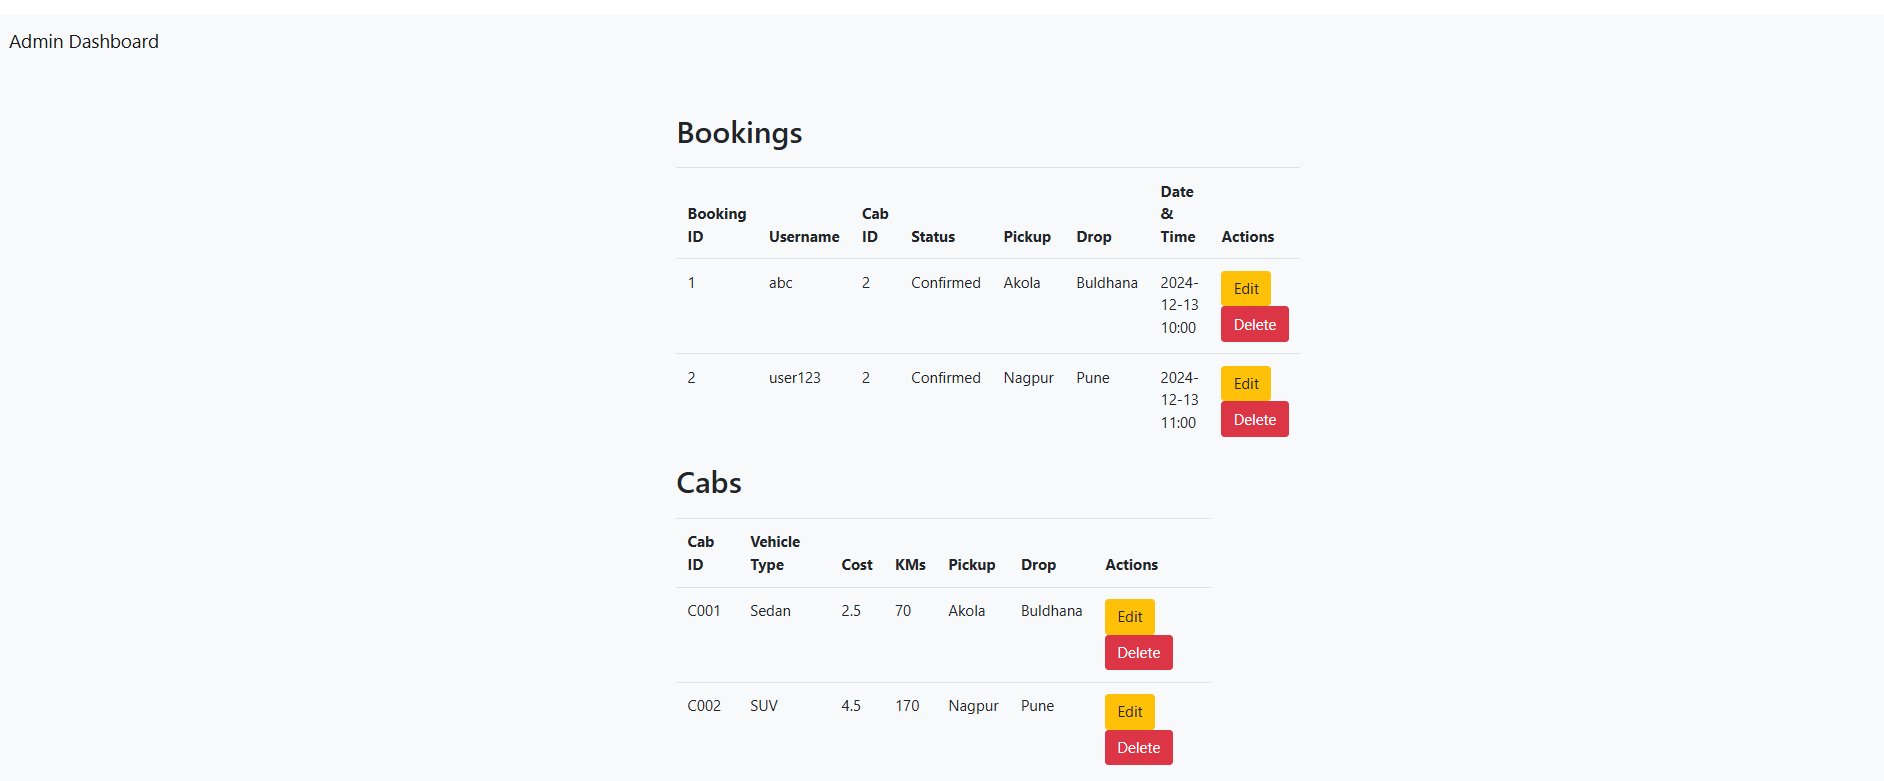 Admin Dashboard
Bookings
Booking ID Username Cab ID Status Pickup Drop Date & Time Actions
1 abc 2 Confirmed Akola Buldhana 2024-12-13 10:00 Edit Delete
2 user123 2 Confirmed Nagpur Pune 2024-12-13 11:00 Edit Delete
Cabs
Cab ID Vehicle Type Cost KMs Pickup Drop Actions
C001 Sedan 2.5 70 Akola Buldhana Edit Delete
C002 SUV 4.5 170 Nagpur Pune Edit Delete